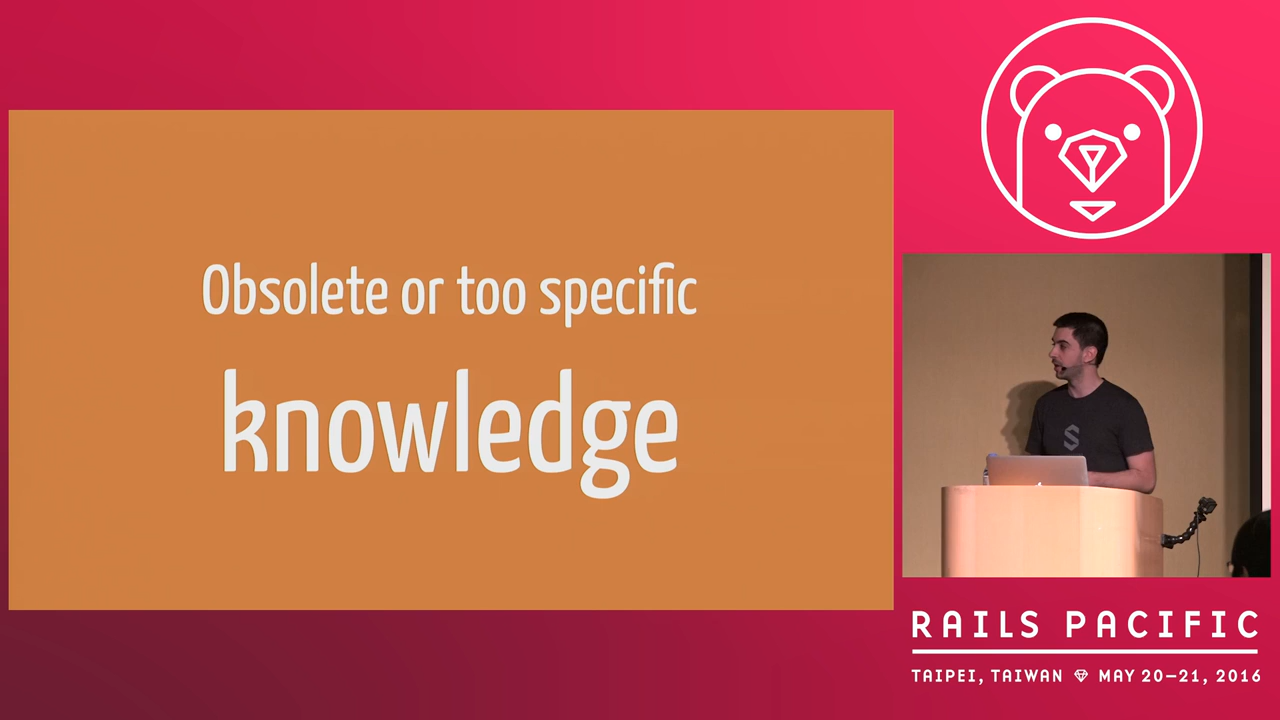 Obsolete or too specific
knowledge
RAILS PACIFIC
TAIPEI, TAIWAN MAY 20–21, 2016